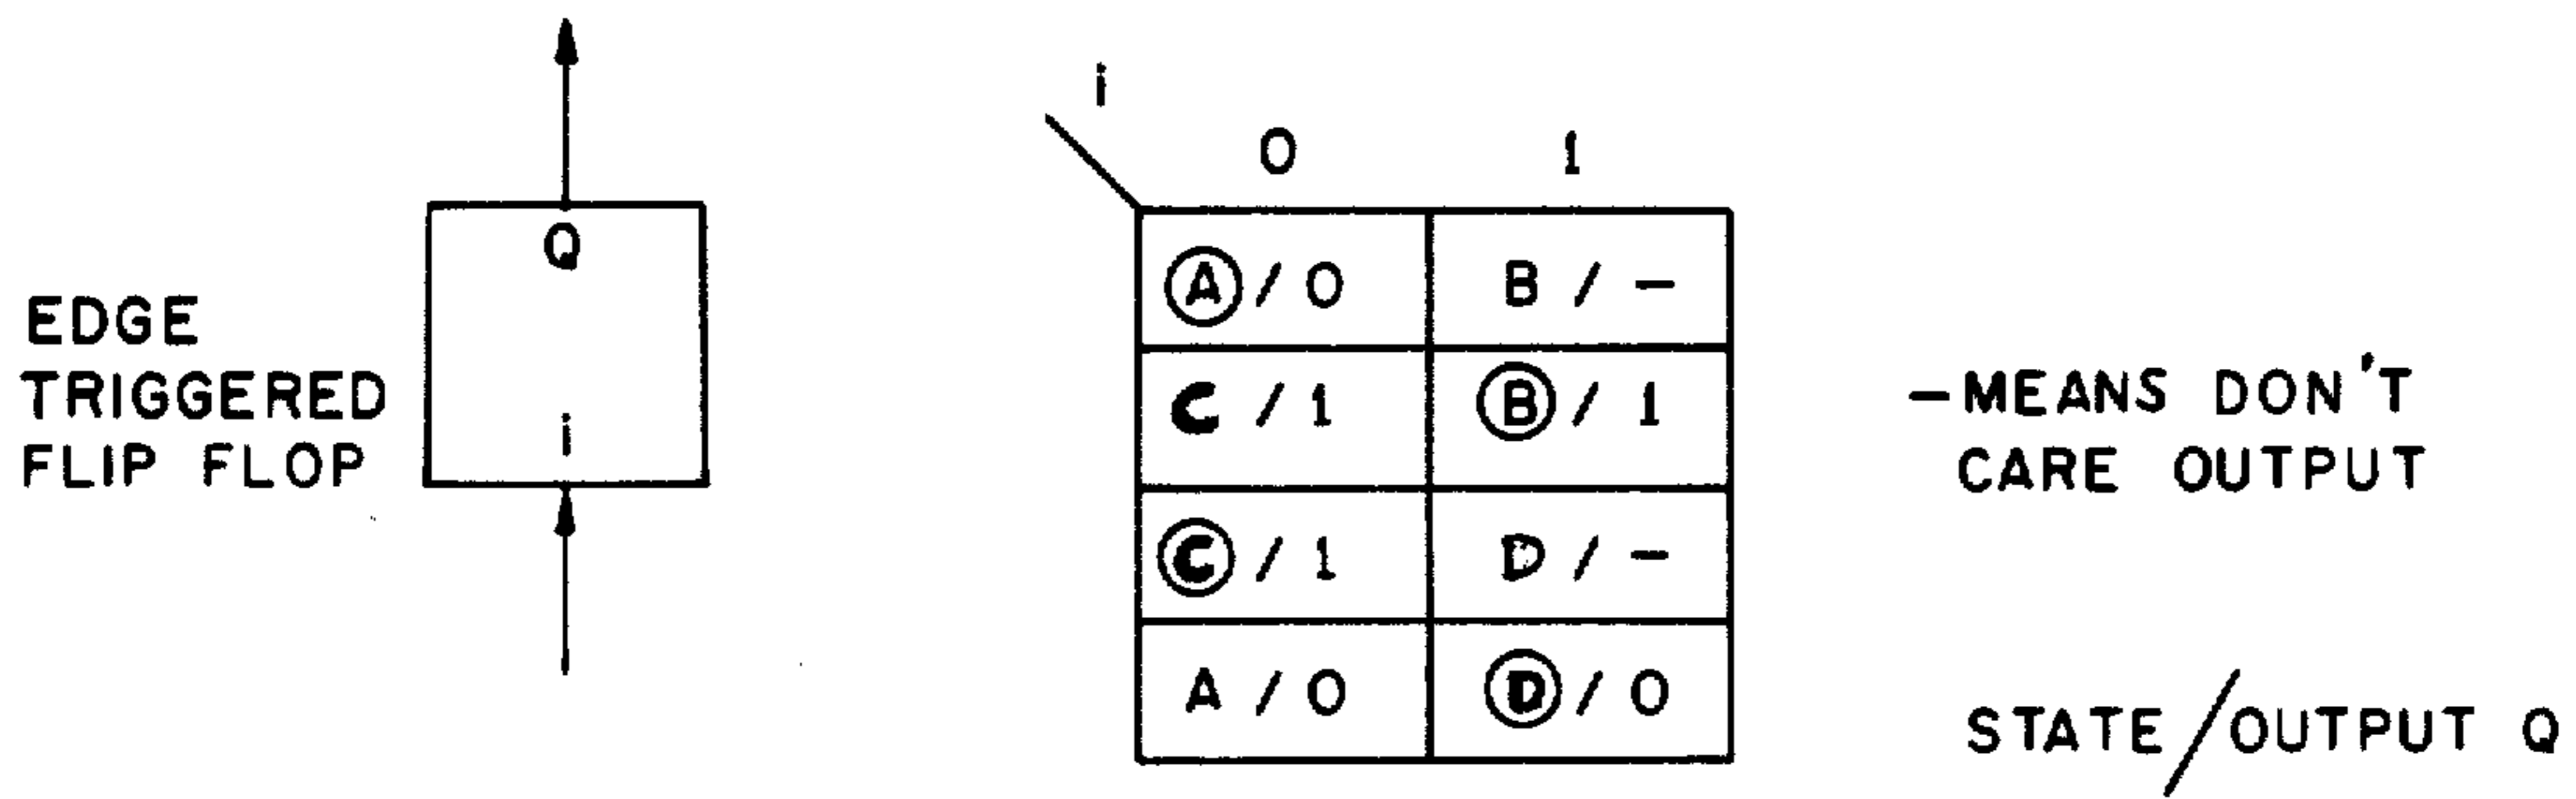 EDGE
TRIGGERED
FLIP FLOP
Q
i
i
0 1
A / 0 B / –
C / 1 B / 1
C / 1 D / –
A / 0 D / 0
– MEANS DON'T
CARE OUTPUT
STATE / OUTPUT Q